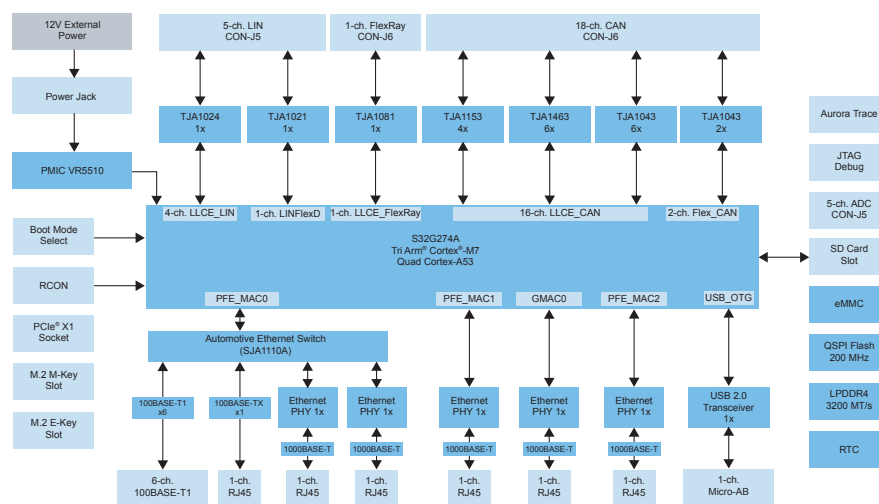 12V External
Power
5-ch. LIN
CON-J5
1-ch. FlexRay
CON-J6
18-ch. CAN
CON-J6
Power Jack
TJA1024
1x
TJA1021
1x
TJA1081
1x
TJA1153
4x
TJA1463
6x
TJA1043
6x
TJA1043
2x
Aurora Trace
PMIC VR5510
JTAG
Debug
4-ch. LLCE_LIN
1-ch. LINFlexD
1-ch. LLCE_FlexRay
16-ch. LLCE_CAN
2-ch. Flex_CAN
5-ch. ADC
CON-J5
Boot Mode
Select
S32G274A
Tri Arm® Cortex®-M7
Quad Cortex-A53
SD Card
Slot
RCON
PFE_MAC0
PFE_MAC1
GMAC0
PFE_MAC2
USB_OTG
eMMC
PCIe® X1
Socket
Automotive Ethernet Switch
(SJA1110A)
QSPI Flash
200 MHz
M.2 M-Key
Slot
100BASE-T1
x6
100BASE-TX
x1
Ethernet
PHY 1x
Ethernet
PHY 1x
Ethernet
PHY 1x
Ethernet
PHY 1x
Ethernet
PHY 1x
USB 2.0
Transceiver
1x
LPDDR4
3200 MT/s
M.2 E-Key
Slot
1000BASE-T
1000BASE-T
1000BASE-T
1000BASE-T
1000BASE-T
RTC
6-ch.
100BASE-T1
1-ch.
RJ45
1-ch.
RJ45
1-ch.
RJ45
1-ch.
RJ45
1-ch.
RJ45
1-ch.
RJ45
1-ch.
Micro-AB